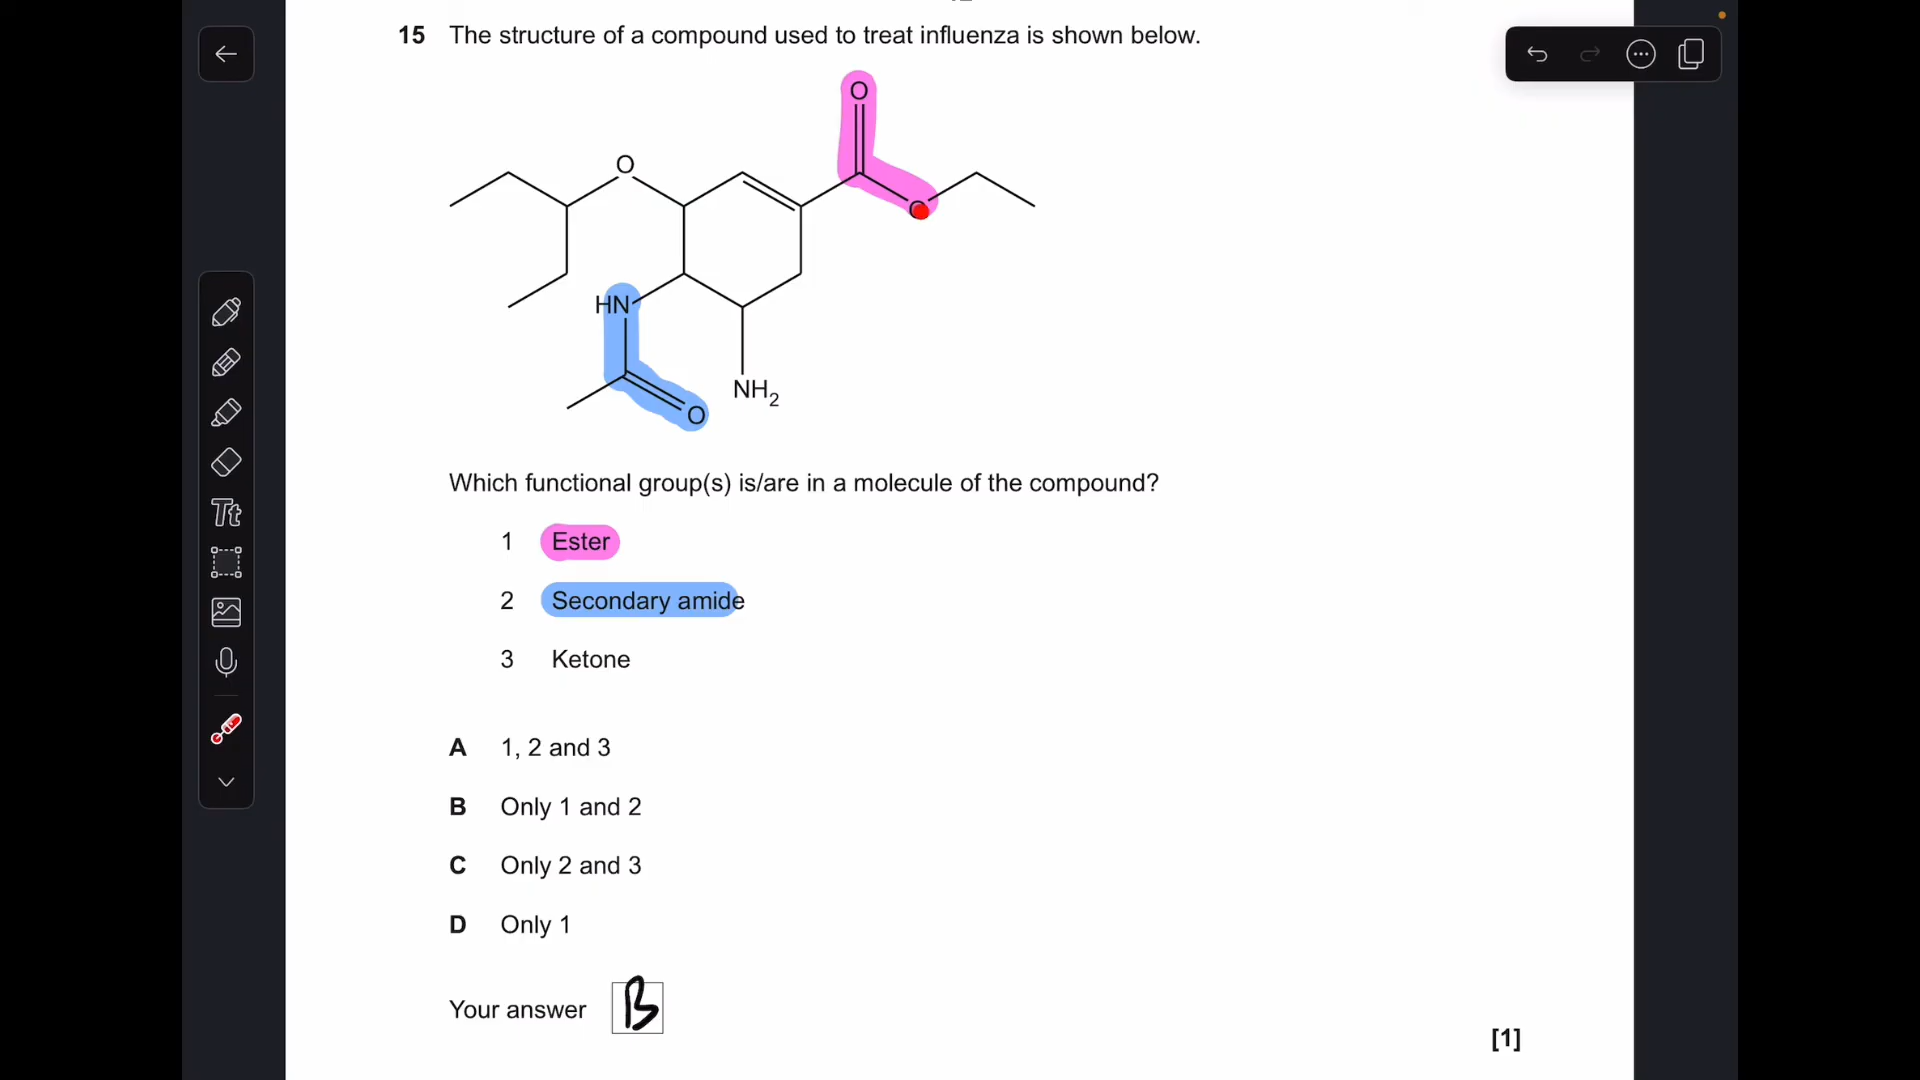 15 The structure of a compound used to treat influenza is shown below.
O
O
O
HN
NH2
O
Which functional group(s) is/are in a molecule of the compound?
1 Ester
2 Secondary amide
3 Ketone
A 1, 2 and 3
B Only 1 and 2
C Only 2 and 3
D Only 1
Your answer B
[1]
Tt